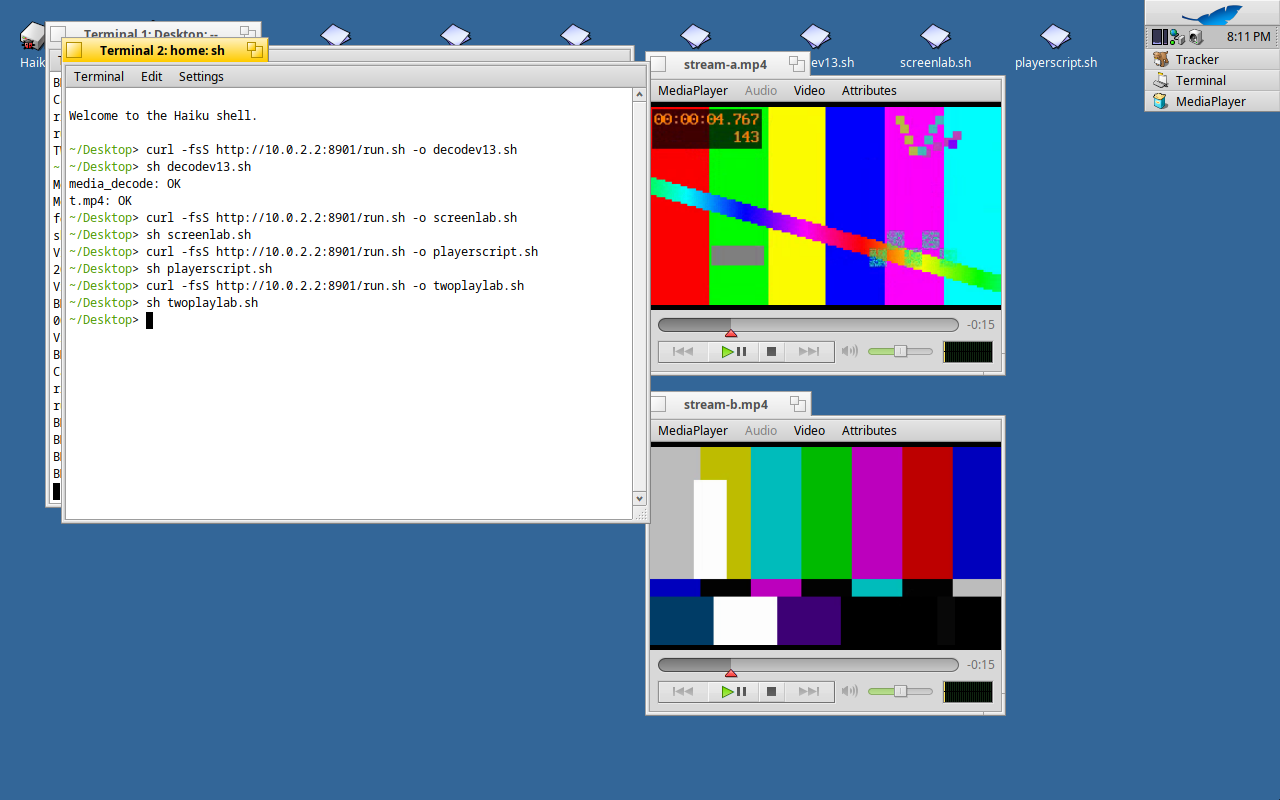 Haik
ev13.sh
screenlab.sh
playerscript.sh
8:11 PM
Tracker
Terminal
MediaPlayer
Terminal 1: Desktop: --
Terminal 2: home: sh
Terminal Edit Settings
Welcome to the Haiku shell.
~/Desktop> curl -fsS http://10.0.2.2:8901/run.sh -o decodev13.sh
~/Desktop> sh decodev13.sh
media_decode: OK
t.mp4: OK
~/Desktop> curl -fsS http://10.0.2.2:8901/run.sh -o screenlab.sh
~/Desktop> sh screenlab.sh
~/Desktop> curl -fsS http://10.0.2.2:8901/run.sh -o playerscript.sh
~/Desktop> sh playerscript.sh
~/Desktop> curl -fsS http://10.0.2.2:8901/run.sh -o twoplaylab.sh
~/Desktop> sh twoplaylab.sh
~/Desktop>
stream-a.mp4
MediaPlayer Audio Video Attributes
00:00:04.767
143
-0:15
stream-b.mp4
MediaPlayer Audio Video Attributes
-0:15